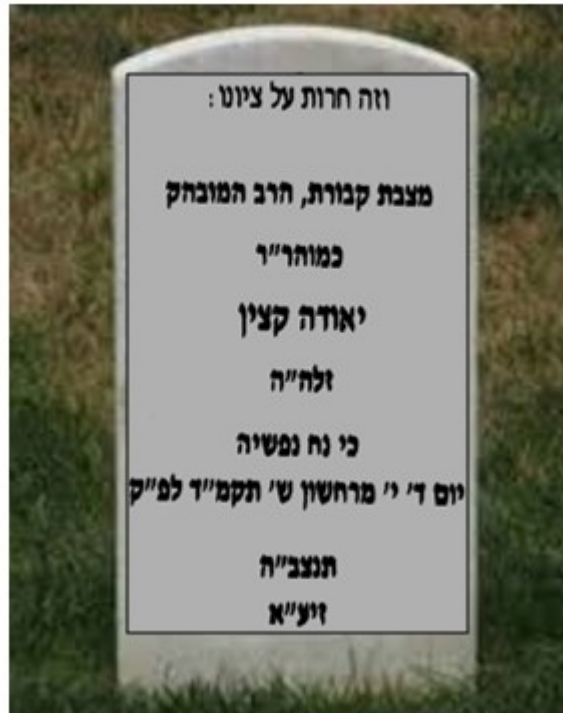 וזה חרות על ציונו :
מצבת קבורת, הרב המובהק
כמוהר״ר
יאודה קצין
זלה״ה
כי נח נפשיה
יום ד׳ י׳ מרחשון ש׳ תקמ״ד לפ״ק
תנצב״ה
זיע״א